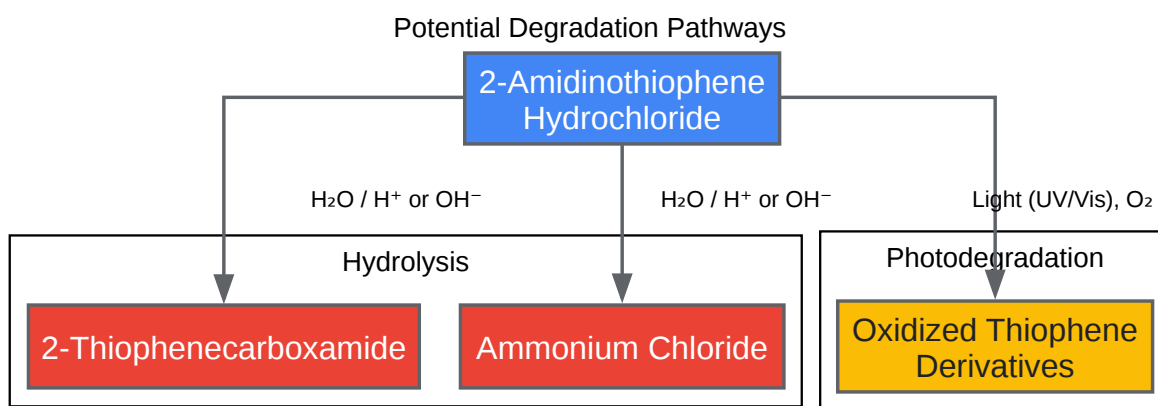 Potential Degradation Pathways
2-Amidinothiophene
Hydrochloride
H₂O / H⁺ or OH⁻
H₂O / H⁺ or OH⁻
Light (UV/Vis), O₂
Hydrolysis
Photodegradation
2-Thiophenecarboxamide
Ammonium Chloride
Oxidized Thiophene
Derivatives